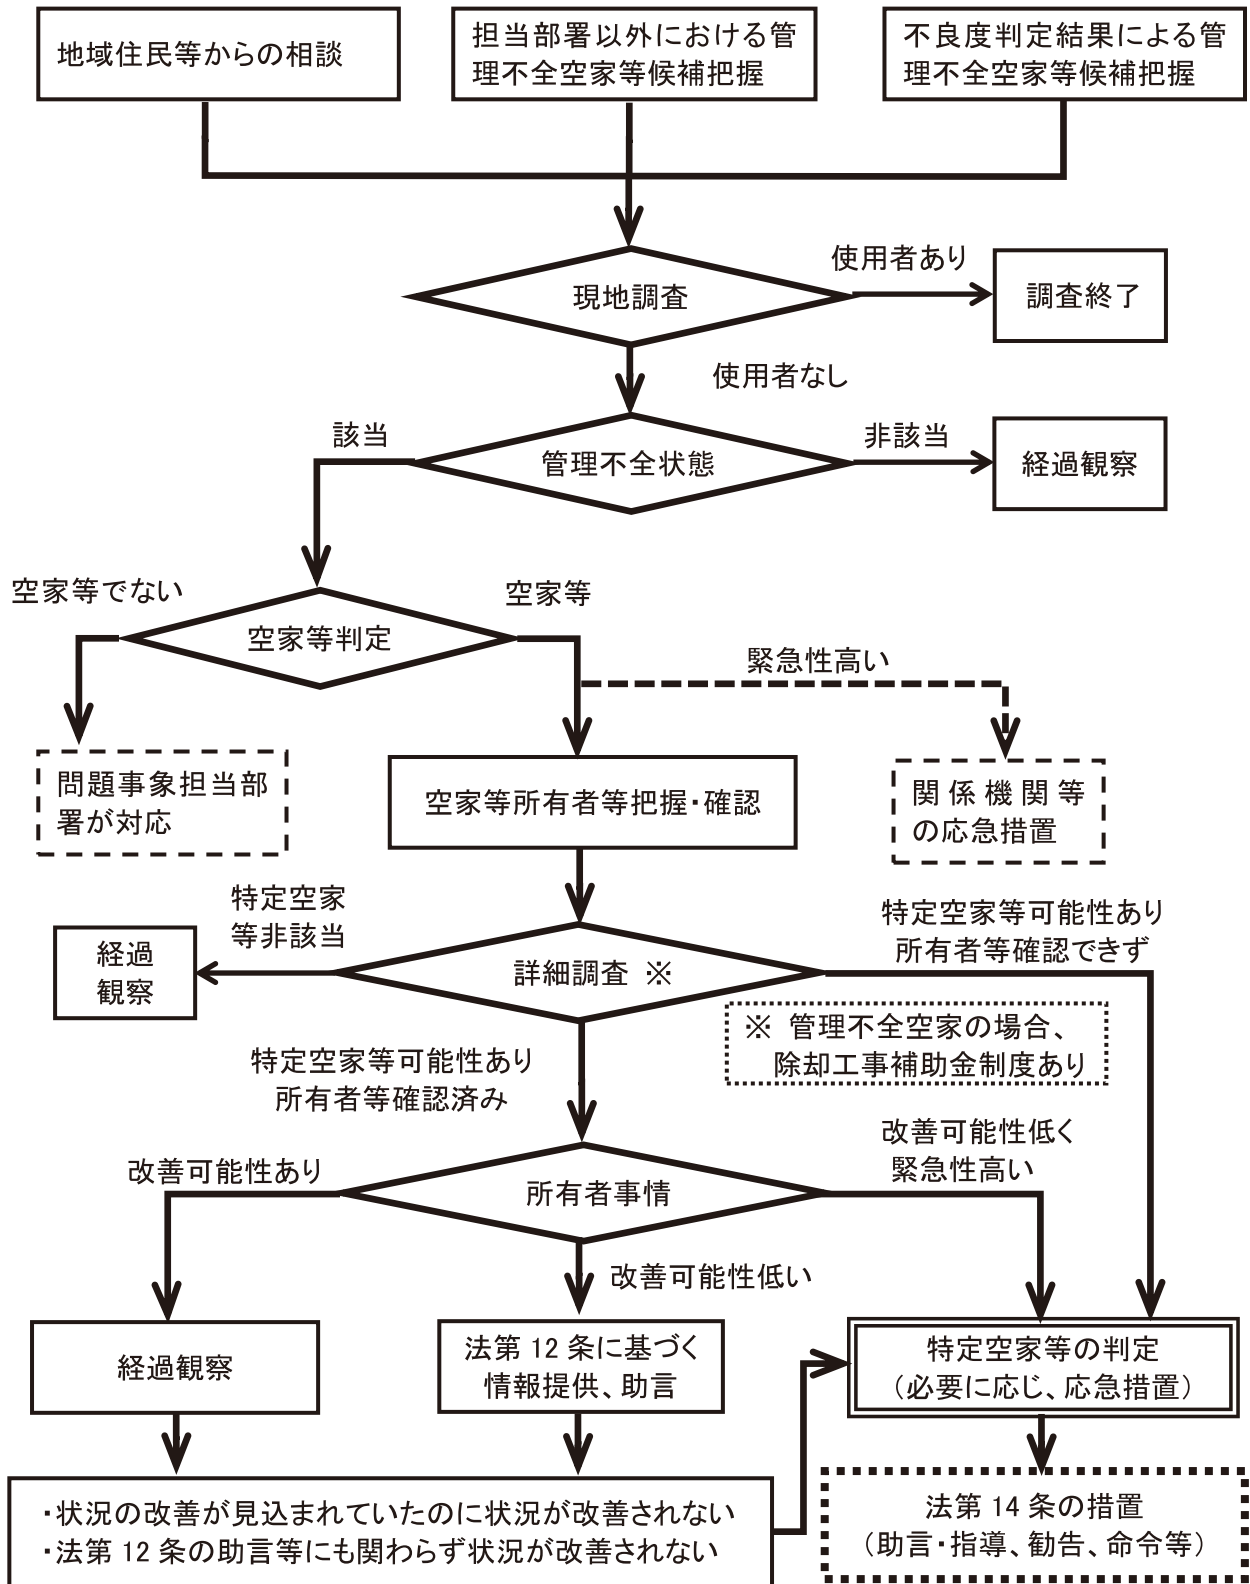 地域住民等からの相談
担当部署以外における管
理不全空家等候補把握
不良度判定結果による管
理不全空家等候補把握
使用者あり
現地調査
調査終了
使用者なし
該当
非該当
管理不全状態
経過観察
空家等でない
空家等
空家等判定
緊急性高い
問題事象担当部
署が対応
空家等所有者等把握・確認
関係機関等
の応急措置
特定空家
等非該当
特定空家等可能性あり
所有者等確認できず
経過
観察
詳細調査 ※
※ 管理不全空家の場合、
除却工事補助金制度あり
特定空家等可能性あり
所有者等確認済み
改善可能性低く
緊急性高い
改善可能性あり
所有者事情
改善可能性低い
経過観察
法第 12 条に基づく
情報提供、助言
特定空家等の判定
（必要に応じ、応急措置）
・状況の改善が見込まれていたのに状況が改善されない
・法第 12 条の助言等にも関わらず状況が改善されない
法第 14 条の措置
（助言・指導、勧告、命令等）